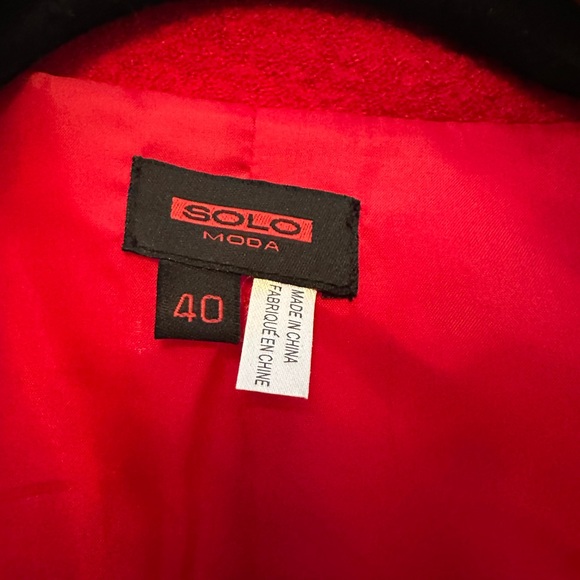 SOLO
MODA
40
MADE IN CHINA
FABRIQUÉ EN CHINE